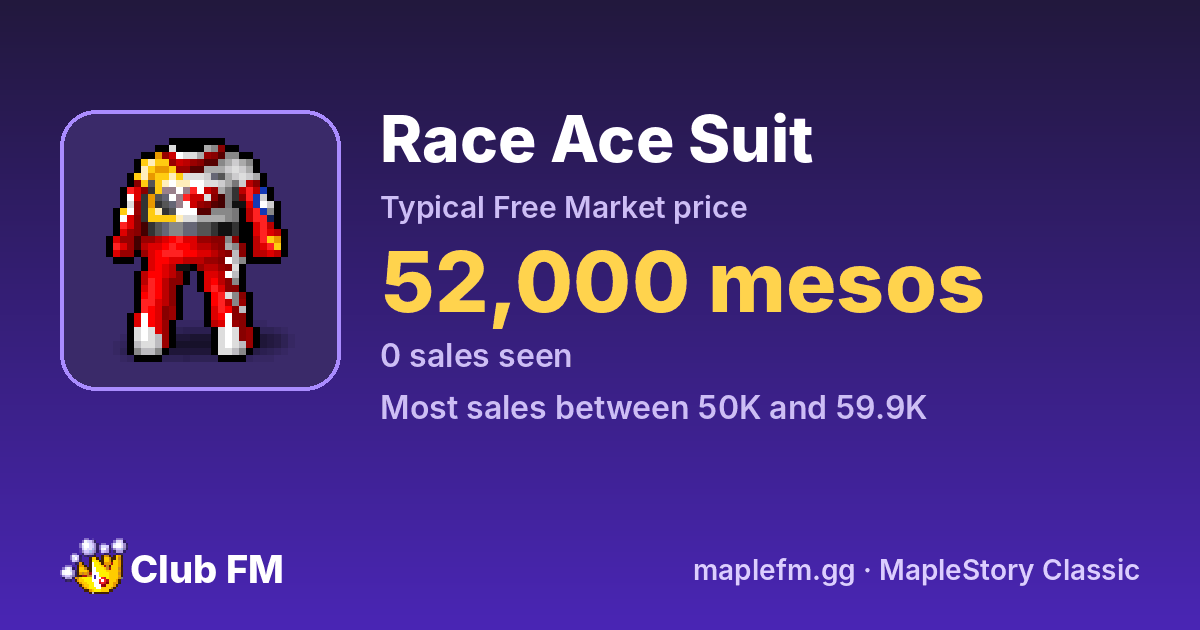 Race Ace Suit
Typical Free Market price
52,000 mesos
0 sales seen
Most sales between 50K and 59.9K
Club FM
maplefm.gg · MapleStory Classic